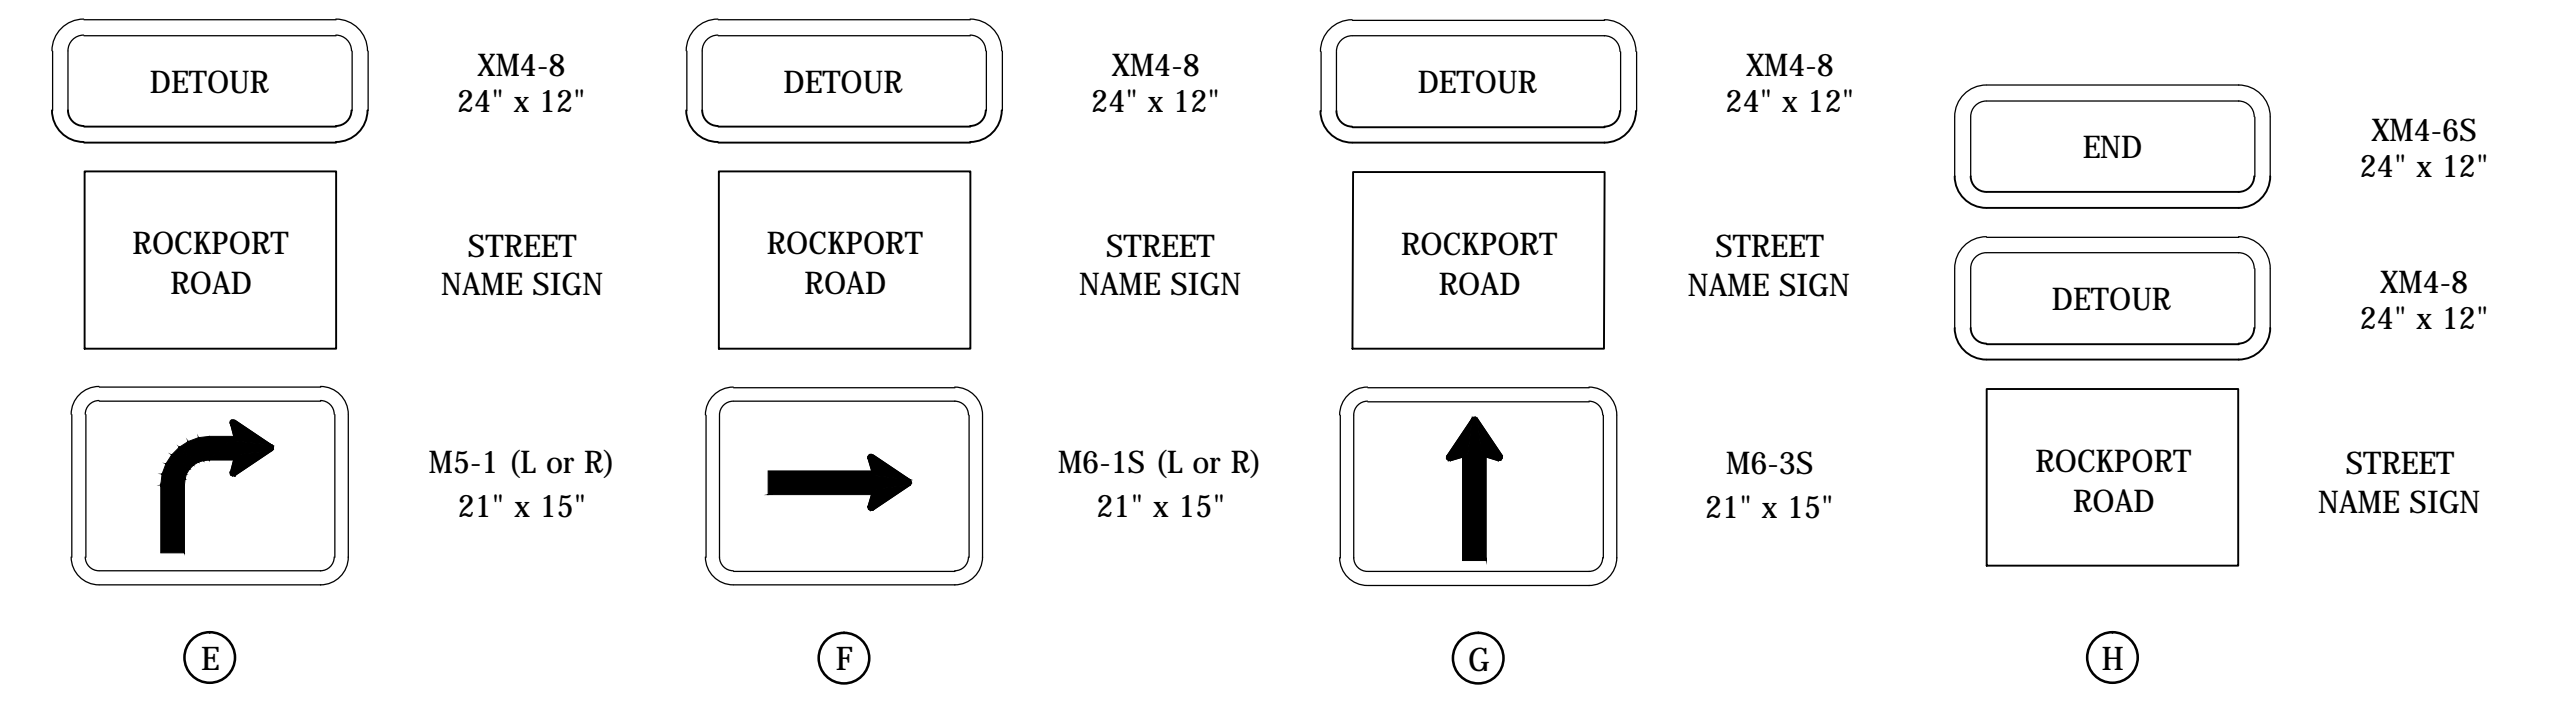 DETOUR
XM4-8
24" x 12"
ROCKPORT
ROAD
STREET
NAME SIGN
M5-1 (L or R)
21" x 15"
E
DETOUR
XM4-8
24" x 12"
ROCKPORT
ROAD
STREET
NAME SIGN
M6-1S (L or R)
21" x 15"
F
DETOUR
XM4-8
24" x 12"
ROCKPORT
ROAD
STREET
NAME SIGN
M6-3S
21" x 15"
G
END
XM4-6S
24" x 12"
DETOUR
XM4-8
24" x 12"
ROCKPORT
ROAD
STREET
NAME SIGN
H